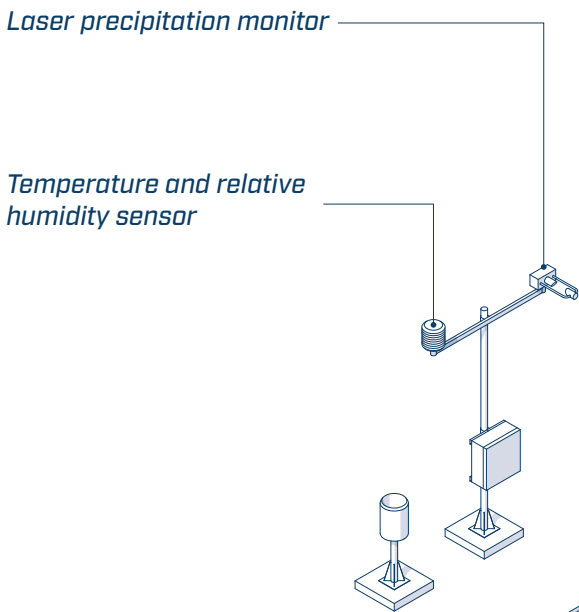 Laser precipitation monitor
Temperature and relative
humidity sensor